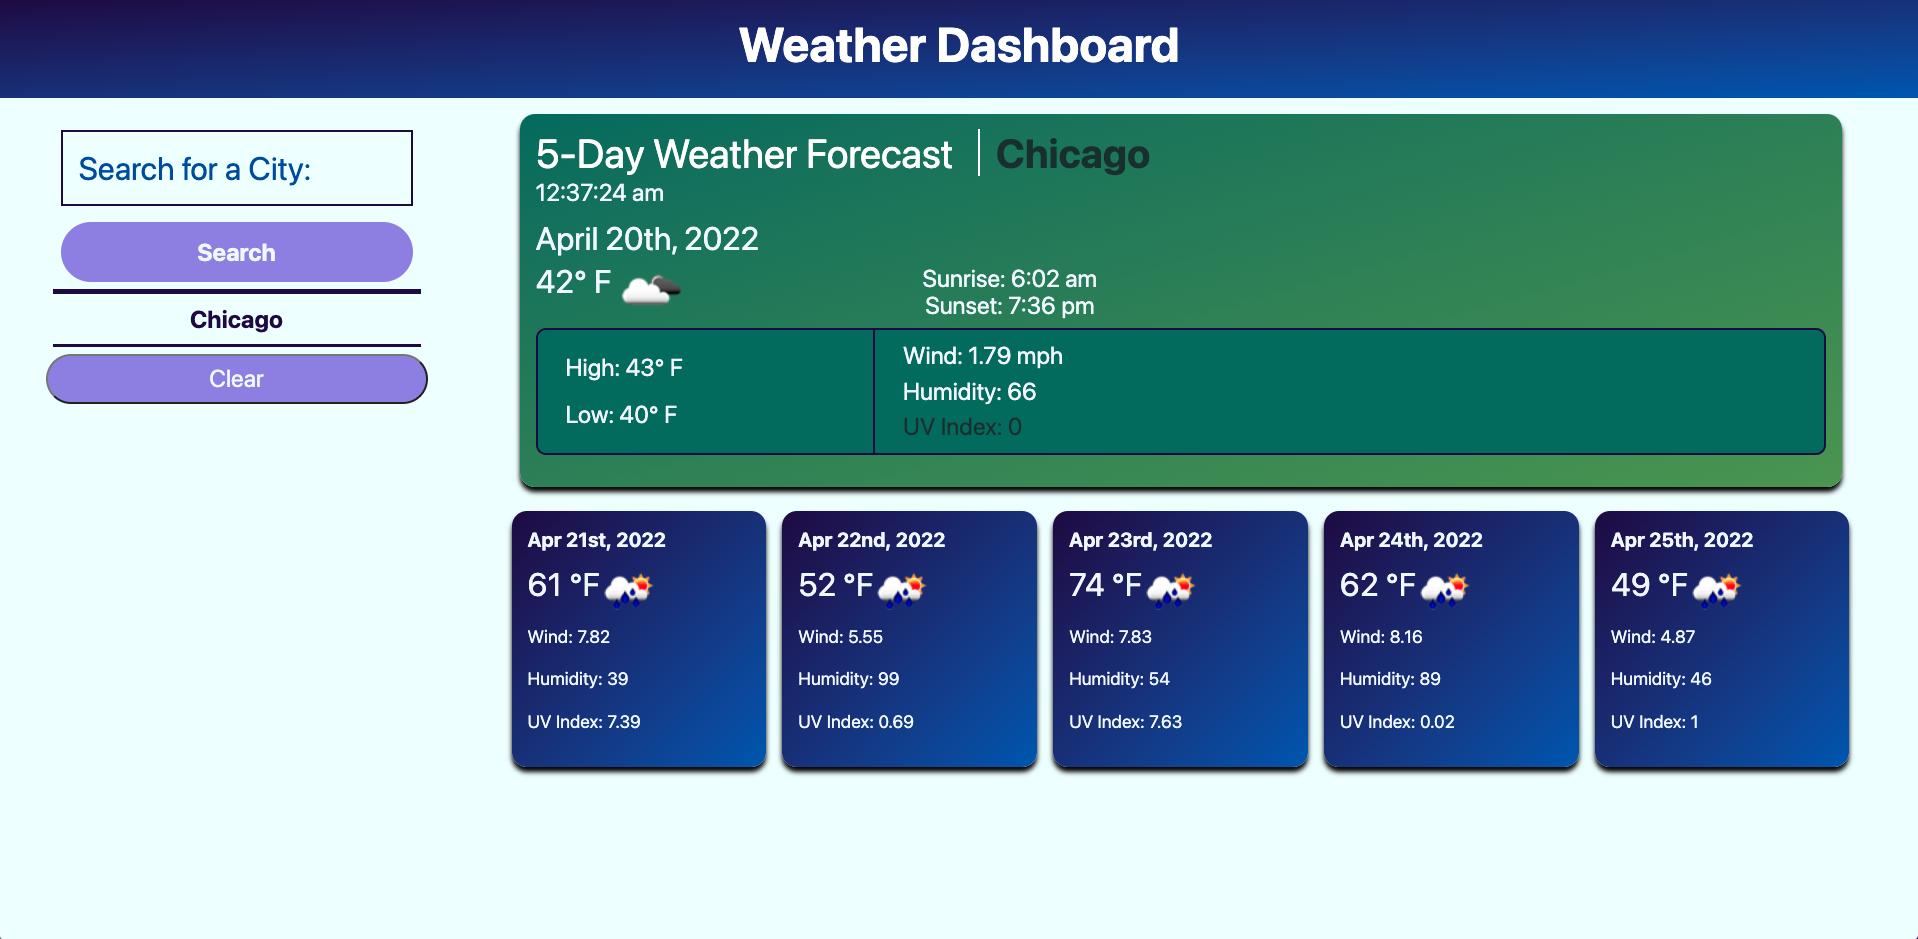 Weather Dashboard
Search for a City:
Search
Chicago
Clear
5-Day Weather Forecast Chicago
12:37:24 am
April 20th, 2022
42° F
Sunrise: 6:02 am
Sunset: 7:36 pm
High: 43° F
Low: 40° F
Wind: 1.79 mph
Humidity: 66
UV Index: 0
Apr 21st, 2022
61 °F
Wind: 7.82
Humidity: 39
UV Index: 7.39
Apr 22nd, 2022
52 °F
Wind: 5.55
Humidity: 99
UV Index: 0.69
Apr 23rd, 2022
74 °F
Wind: 7.83
Humidity: 54
UV Index: 7.63
Apr 24th, 2022
62 °F
Wind: 8.16
Humidity: 89
UV Index: 0.02
Apr 25th, 2022
49 °F
Wind: 4.87
Humidity: 46
UV Index: 1